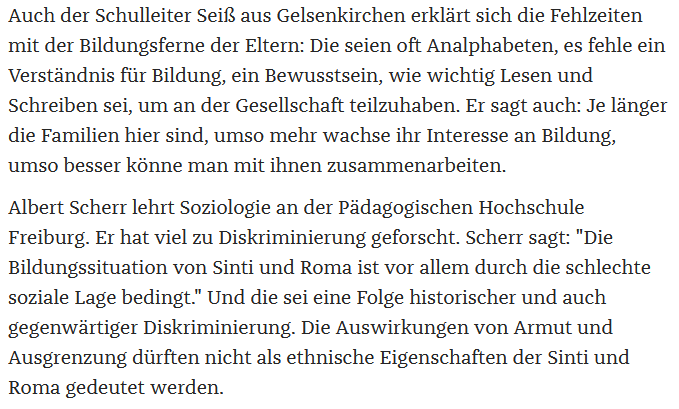 Auch der Schulleiter Seiß aus Gelsenkirchen erklärt sich die Fehlzeiten
mit der Bildungsferne der Eltern: Die seien oft Analphabeten, es fehle ein
Verständnis für Bildung, ein Bewusstsein, wie wichtig Lesen und
Schreiben sei, um an der Gesellschaft teilzuhaben. Er sagt auch: Je länger
die Familien hier sind, umso mehr wachse ihr Interesse an Bildung,
umso besser könne man mit ihnen zusammenarbeiten.
Albert Scherr lehrt Soziologie an der Pädagogischen Hochschule
Freiburg. Er hat viel zu Diskriminierung geforscht. Scherr sagt: "Die
Bildungssituation von Sinti und Roma ist vor allem durch die schlechte
soziale Lage bedingt." Und die sei eine Folge historischer und auch
gegenwärtiger Diskriminierung. Die Auswirkungen von Armut und
Ausgrenzung dürften nicht als ethnische Eigenschaften der Sinti und
Roma gedeutet werden.